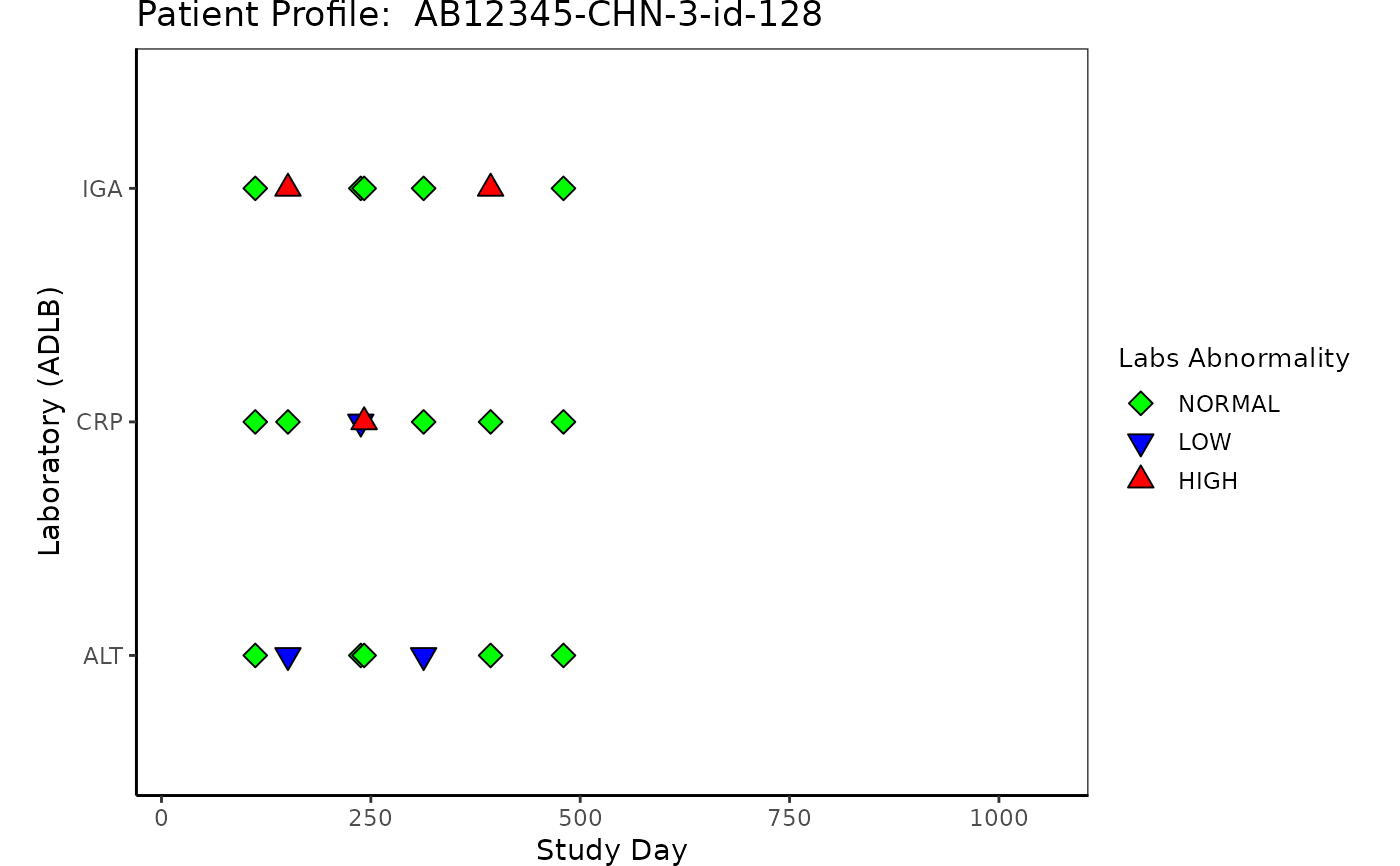 Patient Profile:  AB12345-CHN-3-id-128
IGA
CRP
ALT
Laboratory (ADLB)
0 250 500 750 1000
Study Day
Labs Abnormality
NORMAL
LOW
HIGH